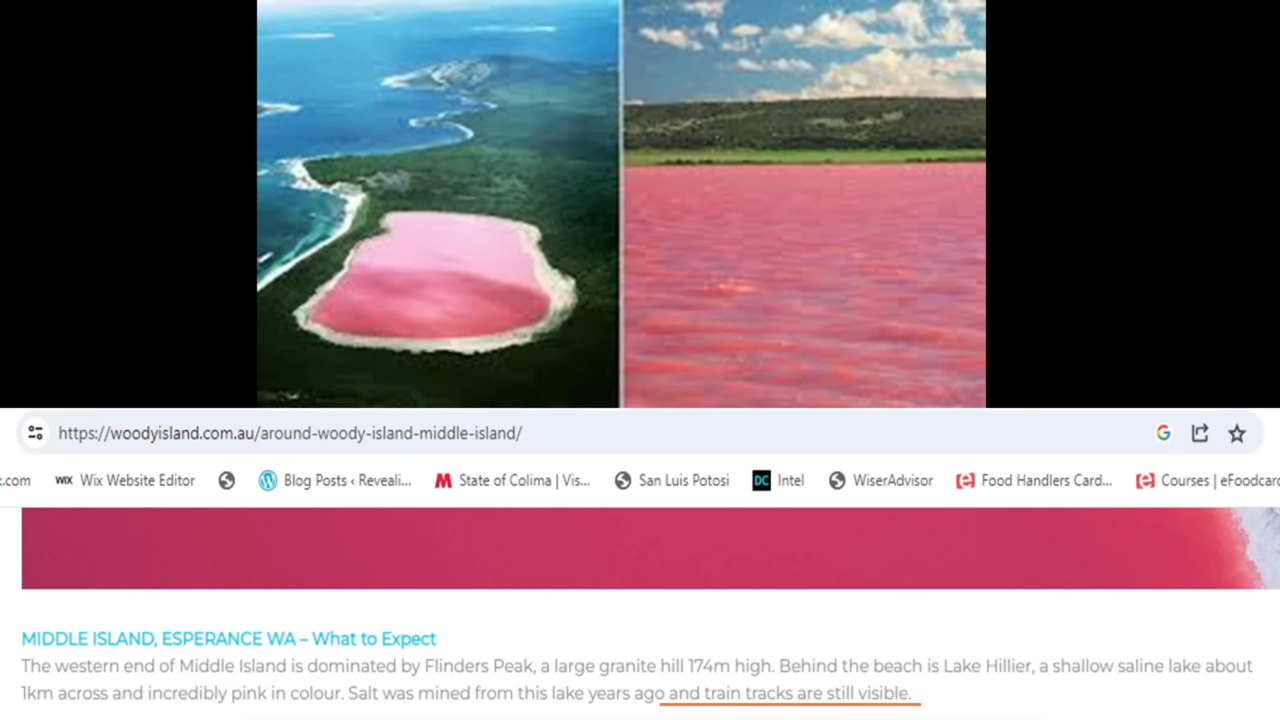 https://woodyisland.com.au/around-woody-island-middle-island/
x.com Wix Wix Website Editor Blog Posts ‹ Reveali... State of Colima | Vis... San Luis Potosi DC Intel WiserAdvisor Food Handlers Card... Courses | eFoodcard
MIDDLE ISLAND, ESPERANCE WA – What to Expect
The western end of Middle Island is dominated by Flinders Peak, a large granite hill 174m high. Behind the beach is Lake Hillier, a shallow saline lake about
1km across and incredibly pink in colour. Salt was mined from this lake years ago and train tracks are still visible.